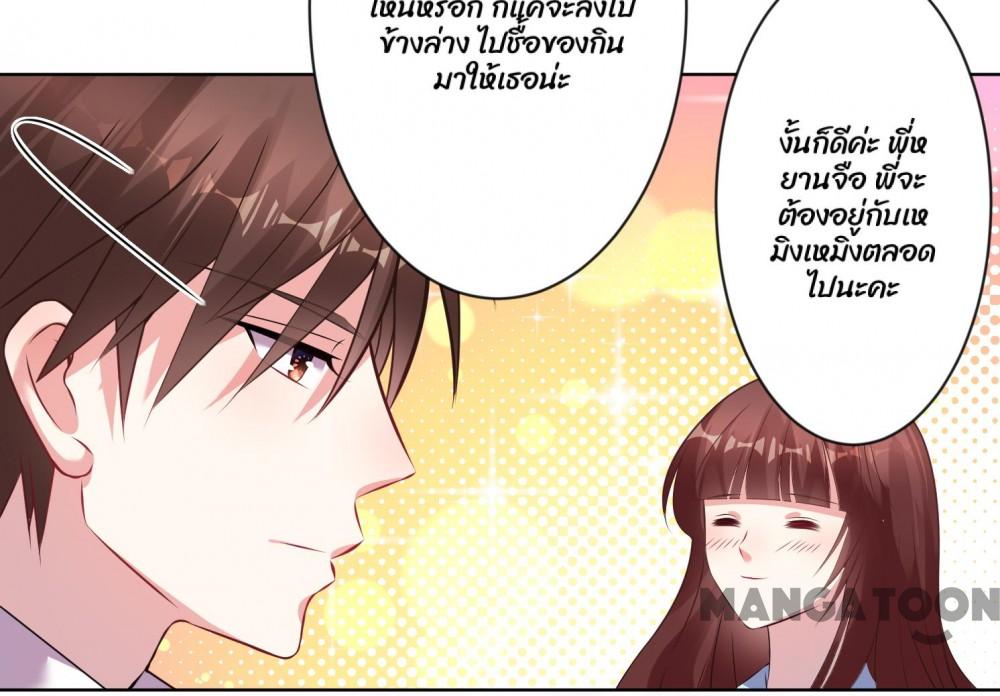 ไหนหรอก ก็แค่จะลงไป
ข้างล่าง ไปซื้อของกิน
มาให้เธอน่ะ
งั้นก็ดีค่ะ พี่ห
ยานจือ พี่จะ
ต้องอยู่กับเห
มิงเหมิงตลอด
ไปนะคะ
MANGATOON